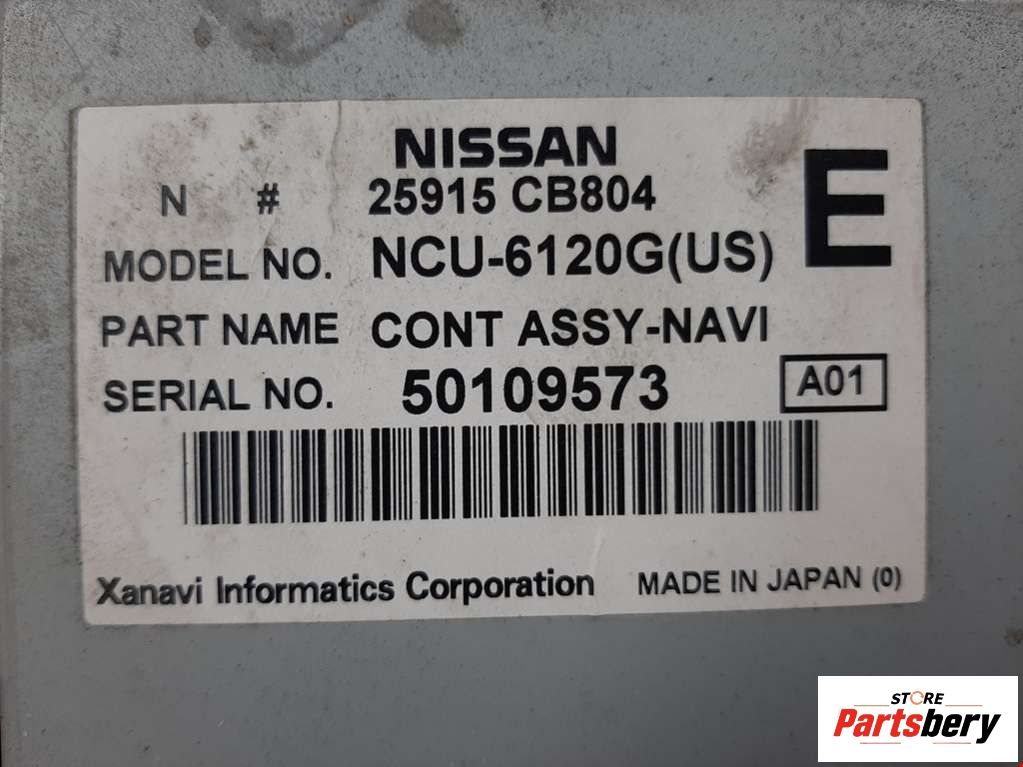 NISSAN
N # 25915 CB804
E
MODEL NO. NCU-6120G(US)
PART NAME CONT ASSY-NAVI
SERIAL NO. 50109573
A01
Xanavi Informatics Corporation MADE IN JAPAN (0)
STORE
Partsbery